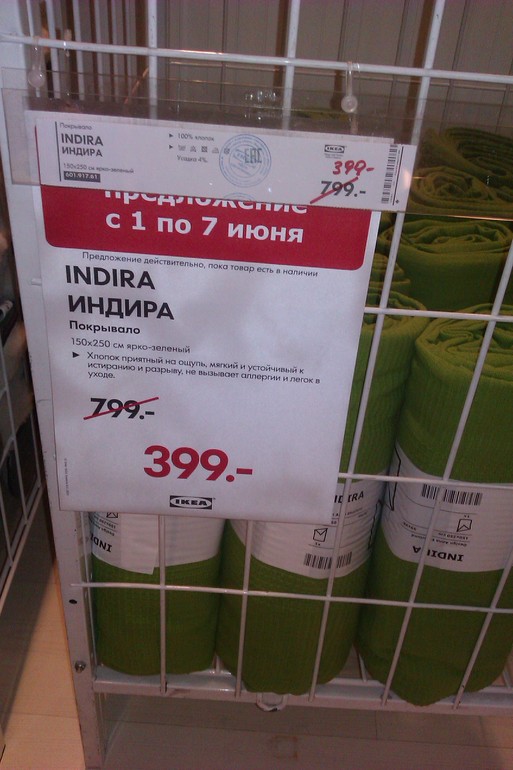 Покрывало
INDIRA
ИНДИРА
150x250 см ярко-зеленый
601.917.61
100% хлопок
Усадка 4%.
EAC
IKEA
399-
799.-
предложение
с 1 по 7 июня
Предложение действительно, пока товар есть в наличии
INDIRA
ИНДИРА
Покрывало
150x250 см ярко-зеленый
Хлопок приятный на ощупь, мягкий и устойчивый к
истиранию и разрыву, не вызывает аллергии и легок в
уходе.
799.-
399.-
IKEA
INDIRA
INDIRA
INDIRA